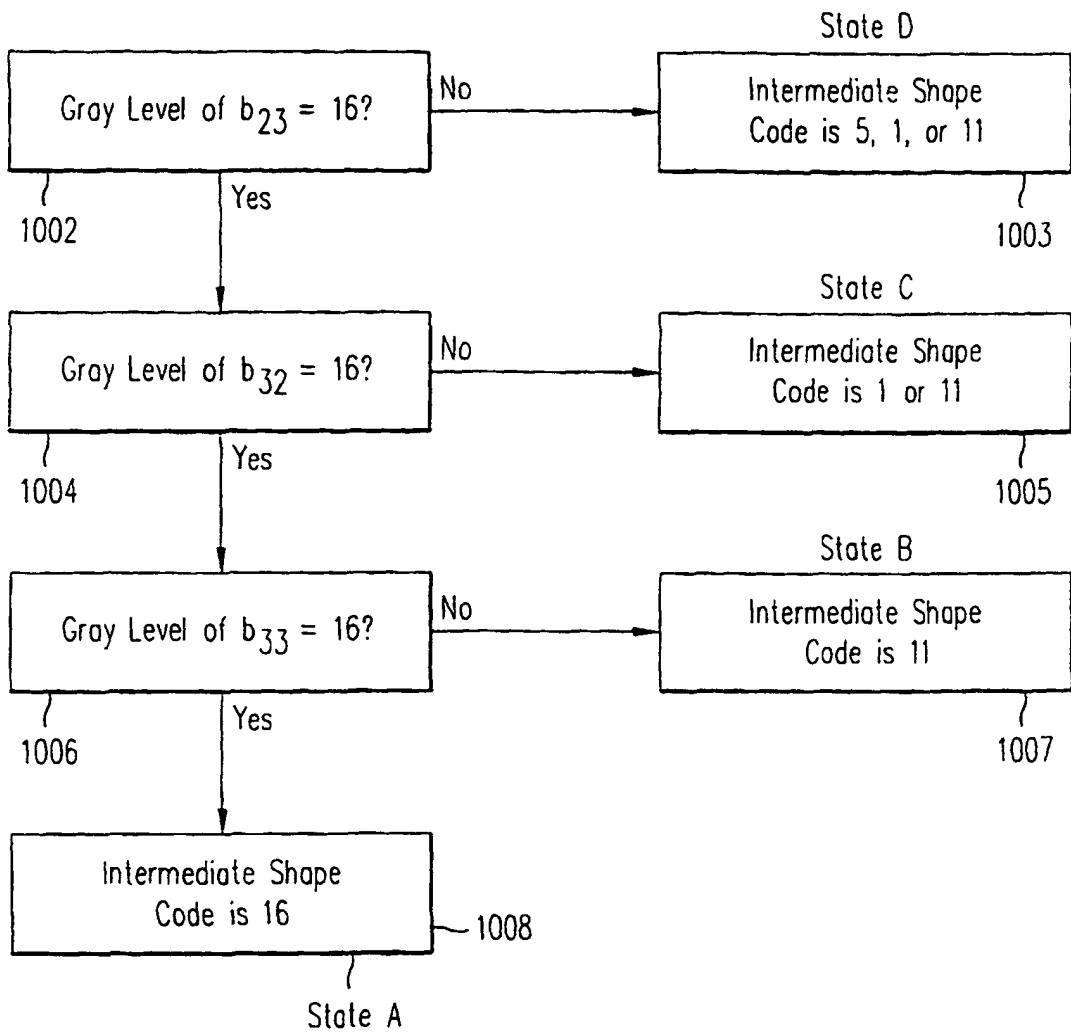 State D
Gray Level of b23 = 16?
No
Intermediate Shape
Code is 5, 1, or 11
Yes
1002
1003
State C
Gray Level of b32 = 16?
No
Intermediate Shape
Code is 1 or 11
Yes
1004
1005
State B
Gray Level of b33 = 16?
No
Intermediate Shape
Code is 11
Yes
1006
1007
Intermediate Shape
Code is 16
1008
State A